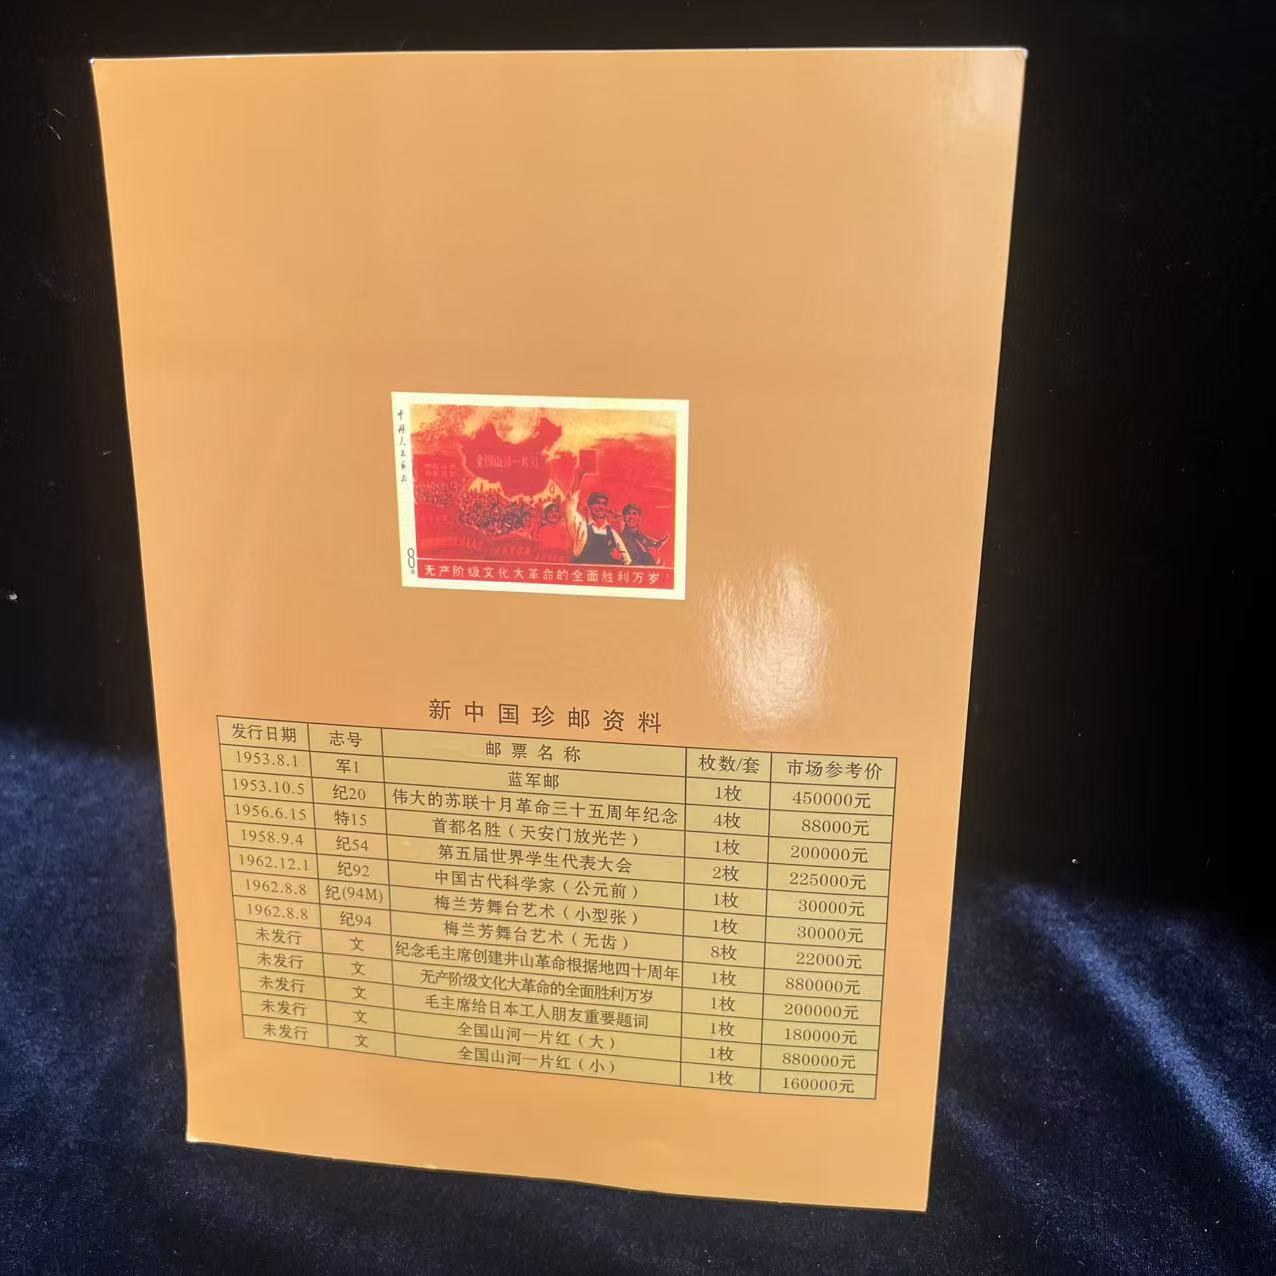 中国人民邮政
全国山河一片红
8分
无产阶级文化大革命的全面胜利万岁！
新中国珍邮资料
发行日期 志号 邮票名称 枚数/套 市场参考价
1953.8.1 军1 蓝军邮 1枚 450000元
1953.10.5 纪20 伟大的苏联十月革命三十五周年纪念 4枚 88000元
1956.6.15 特15 首都名胜（天安门放光芒） 1枚 200000元
1958.9.4 纪54 第五届世界学生代表大会 2枚 225000元
1962.12.1 纪92 中国古代科学家（公元前） 1枚 30000元
1962.8.8 纪(94M) 梅兰芳舞台艺术（小型张） 1枚 30000元
1962.8.8 纪94 梅兰芳舞台艺术（无齿） 8枚 22000元
未发行 文 纪念毛主席创建井山革命根据地四十周年 1枚 880000元
未发行 文 无产阶级文化大革命的全面胜利万岁 1枚 200000元
未发行 文 毛主席给日本工人朋友重要题词 1枚 180000元
未发行 文 全国山河一片红（大） 1枚 880000元
未发行 文 全国山河一片红（小） 1枚 160000元